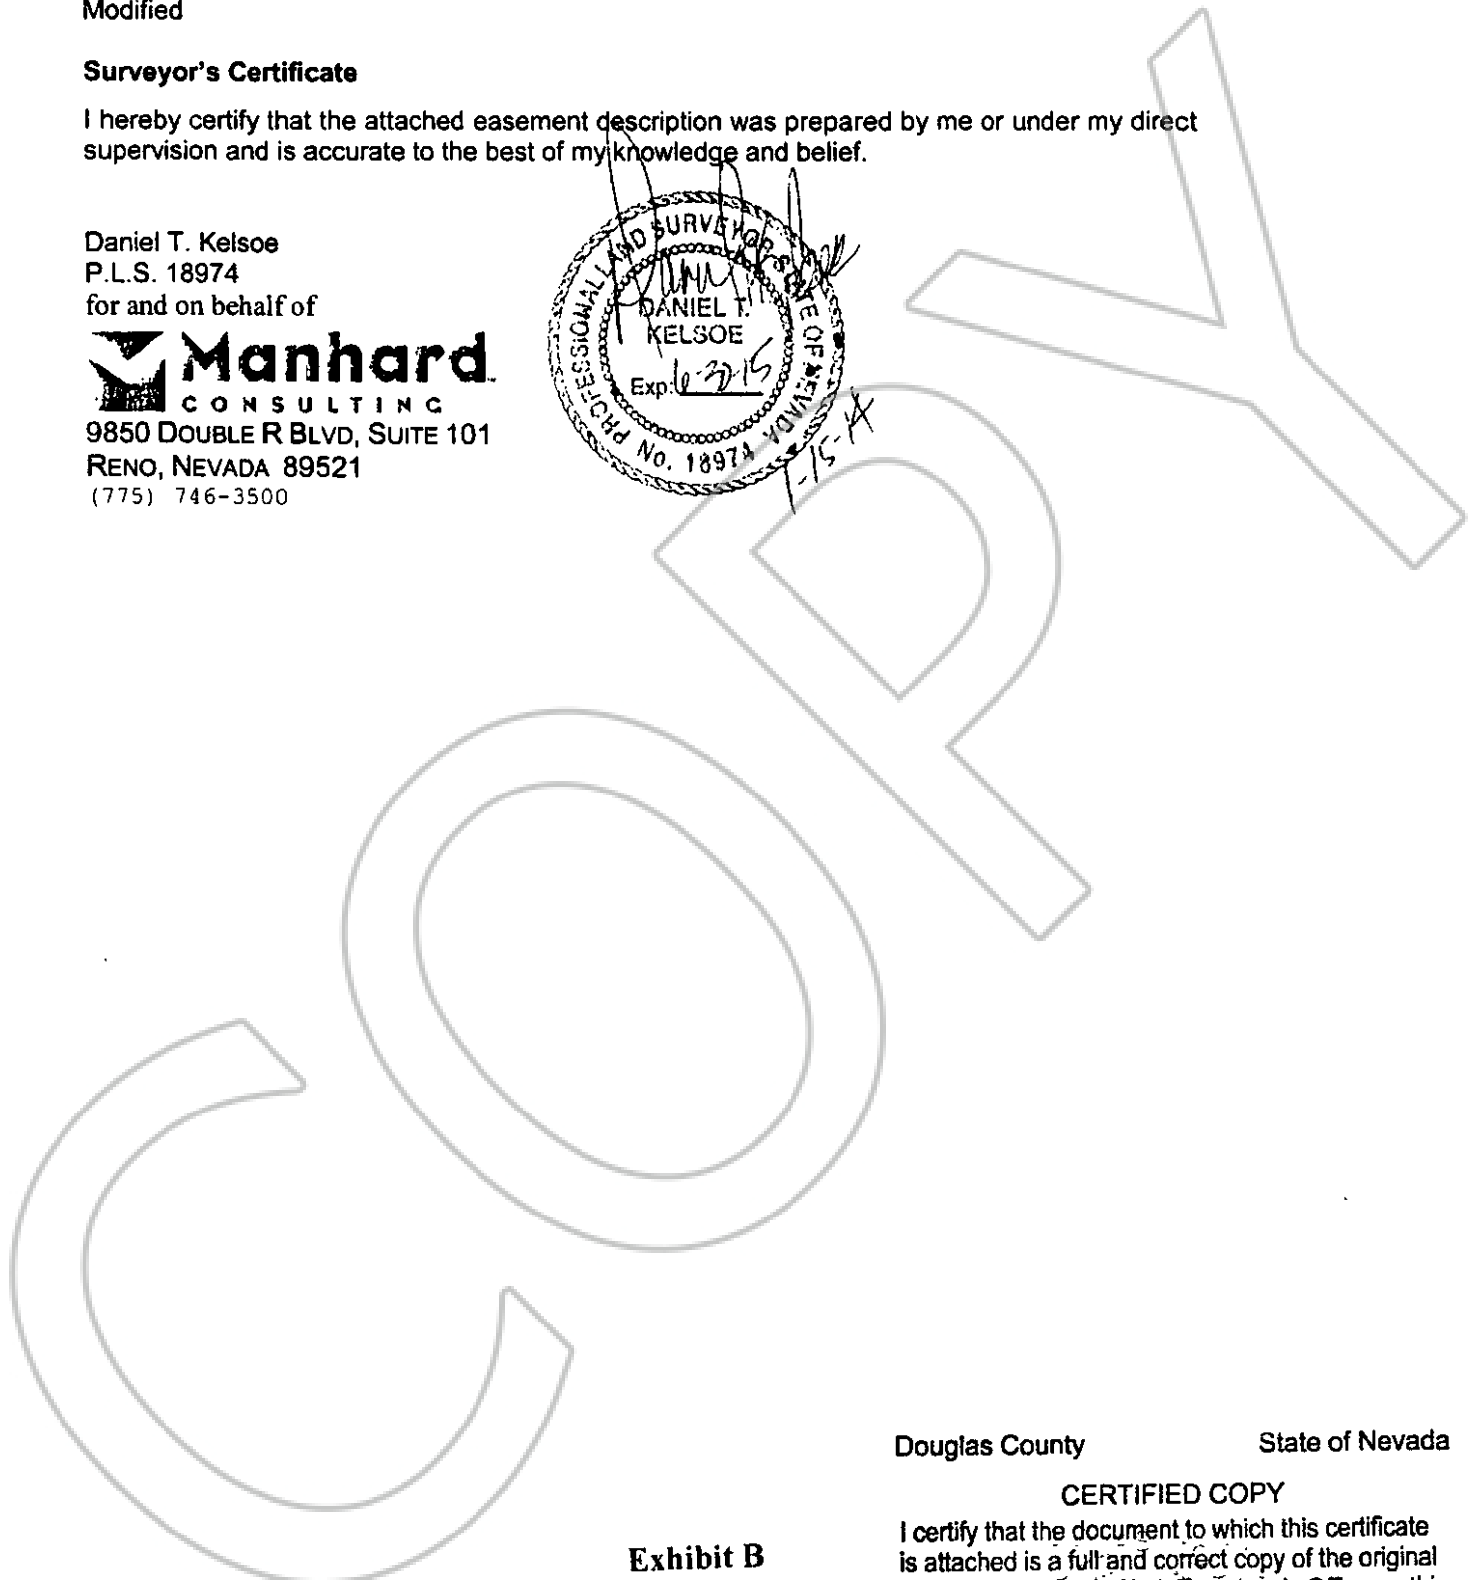 Modified
Surveyor's Certificate
I hereby certify that the attached easement description was prepared by me or under my direct
supervision and is accurate to the best of my knowledge and belief.
Daniel T. Kelsoe
P.L.S. 18974
for and on behalf of
Manhard
CONSULTING
9850 DOUBLE R BLVD, SUITE 101
RENO, NEVADA 89521
(775) 746-3500
PROFESSIONAL LAND SURVEYOR STATE OF NEVADA
DANIEL T.
KELSOE
Exp: 6-30-15
No. 18974
COPY
Exhibit B
Douglas County State of Nevada
CERTIFIED COPY
I certify that the document to which this certificate
is attached is a full and correct copy of the original